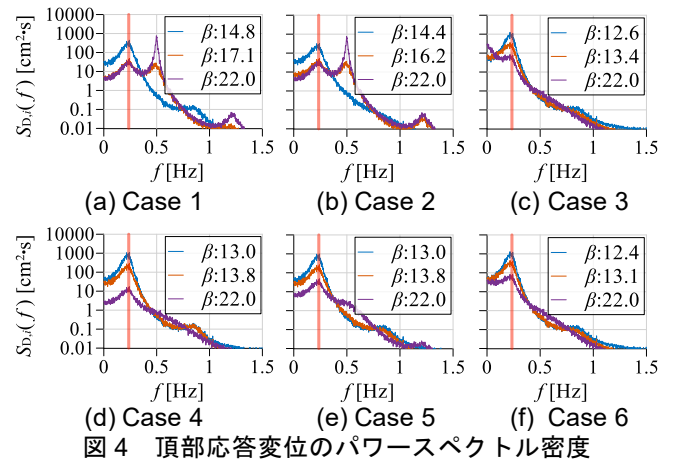 S_D,i(f) [cm²·s]
10000
1000
100
10
1
0.1
0.01
β:14.8
β:17.1
β:22.0
0 0.5 1 1.5
f [Hz]
(a) Case 1
β:14.4
β:16.2
β:22.0
0 0.5 1 1.5
f [Hz]
(b) Case 2
β:12.6
β:13.4
β:22.0
0 0.5 1 1.5
f [Hz]
(c) Case 3
S_D,i(f) [cm²·s]
10000
1000
100
10
1
0.1
0.01
β:13.0
β:13.8
β:22.0
0 0.5 1 1.5
f [Hz]
(d) Case 4
β:13.0
β:13.8
β:22.0
0 0.5 1 1.5
f [Hz]
(e) Case 5
β:12.4
β:13.1
β:22.0
0 0.5 1 1.5
f [Hz]
(f) Case 6
図4 頂部応答変位のパワースペクトル密度